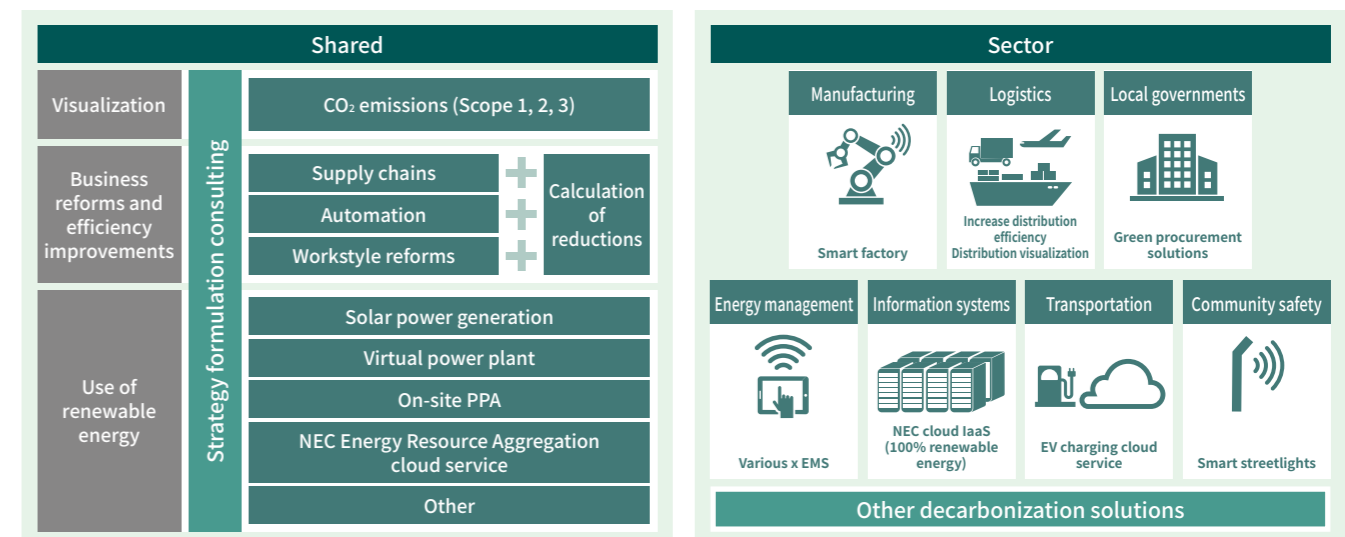 Shared
Visualization
Strategy formulation consulting
CO₂ emissions (Scope 1, 2, 3)
Business
reforms and
efficiency
improvements
Supply chains
Automation
Workstyle reforms
Calculation
of
reductions
Use of
renewable
energy
Solar power generation
Virtual power plant
On-site PPA
NEC Energy Resource Aggregation
cloud service
Other
Sector
Manufacturing
Smart factory
Logistics
Increase distribution
efficiency
Distribution visualization
Local governments
Green procurement
solutions
Energy management
Various x EMS
Information systems
NEC cloud IaaS
(100% renewable
energy)
Transportation
EV charging cloud
service
Community safety
Smart streetlights
Other decarbonization solutions